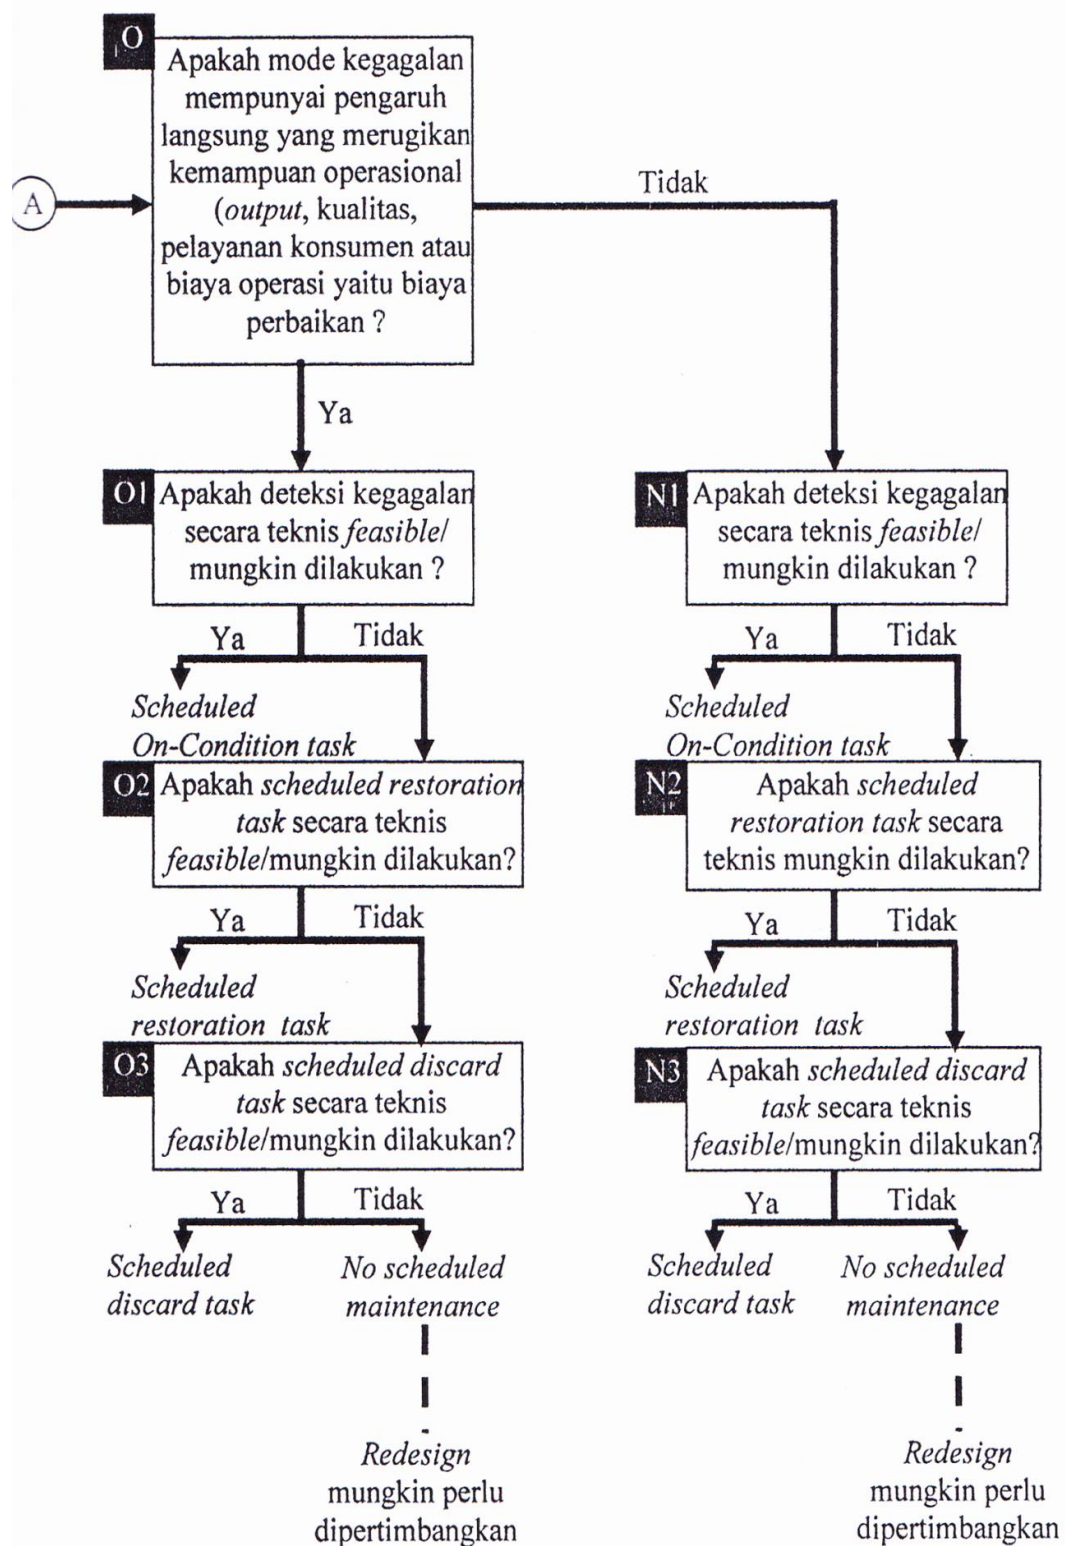 O
Apakah mode kegagalan
mempunyai pengaruh
langsung yang merugikan
kemampuan operasional
(output, kualitas,
pelayanan konsumen atau
biaya operasi yaitu biaya
perbaikan ?
A
Tidak
Ya
O1
Apakah deteksi kegagalan
secara teknis feasible/
mungkin dilakukan ?
Ya
Tidak
Scheduled
On-Condition task
O2
Apakah scheduled restoration
task secara teknis
feasible/mungkin dilakukan?
Ya
Tidak
Scheduled
restoration task
O3
Apakah scheduled discard
task secara teknis
feasible/mungkin dilakukan?
Ya
Tidak
Scheduled
discard task
No scheduled
maintenance
Redesign
mungkin perlu
dipertimbangkan
N1
Apakah deteksi kegagalan
secara teknis feasible/
mungkin dilakukan ?
Ya
Tidak
Scheduled
On-Condition task
N2
Apakah scheduled
restoration task secara
teknis mungkin dilakukan?
Ya
Tidak
Scheduled
restoration task
N3
Apakah scheduled discard
task secara teknis
feasible/mungkin dilakukan?
Ya
Tidak
Scheduled
discard task
No scheduled
maintenance
Redesign
mungkin perlu
dipertimbangkan